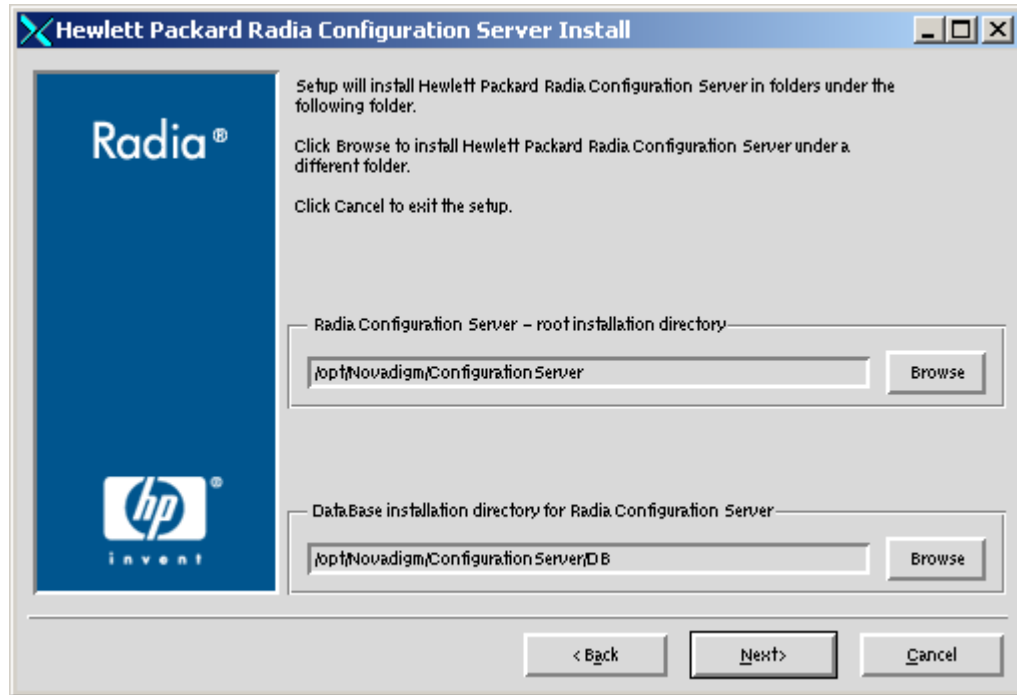 Hewlett Packard Radia Configuration Server Install
Radia®
Setup will install Hewlett Packard Radia Configuration Server in folders under the
following folder.
Click Browse to install Hewlett Packard Radia Configuration Server under a
different folder.
Click Cancel to exit the setup.
Radia Configuration Server – root installation directory
/opt/Novadigm/ConfigurationServer
Browse
DataBase installation directory for Radia Configuration Server
/opt/Novadigm/ConfigurationServer/DB
Browse
hp®
invent
< Back
Next>
Cancel